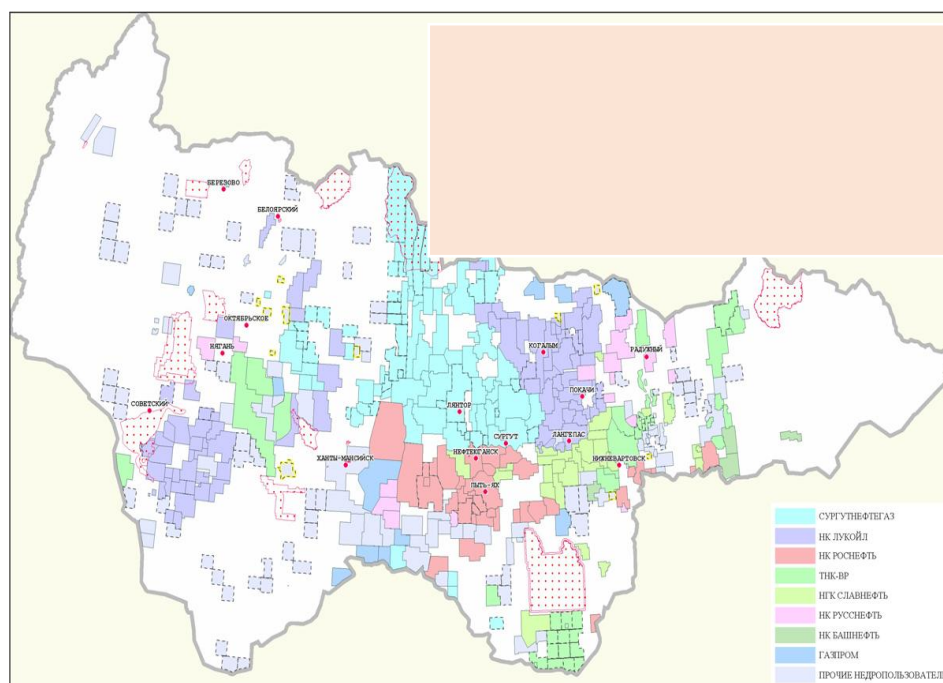 БЕРЕЗОВО
БЕЛОЯРСКИЙ
ОКТЯБРЬСКОЕ
НЯГАНЬ
КОГАЛЫМ
РАДУЖНЫЙ
ПОКАЧИ
СОВЕТСКИЙ
ЛЯНТОР
СУРГУТ
ЛАНГЕПАС
НЕФТЕЮГАНСК
ХАНТЫ-МАНСИЙСК
НИЖНЕВАРТОВСК
ПЫТЬ-ЯХ
СУРГУТНЕФТЕГАЗ
НК ЛУКОЙЛ
НК РОСНЕФТЬ
ТНК-ВР
НГК СЛАВНЕФТЬ
НК РУССНЕФТЬ
НК БАШНЕФТЬ
ГАЗПРОМ
ПРОЧИЕ НЕДРОПОЛЬЗОВАТЕЛ